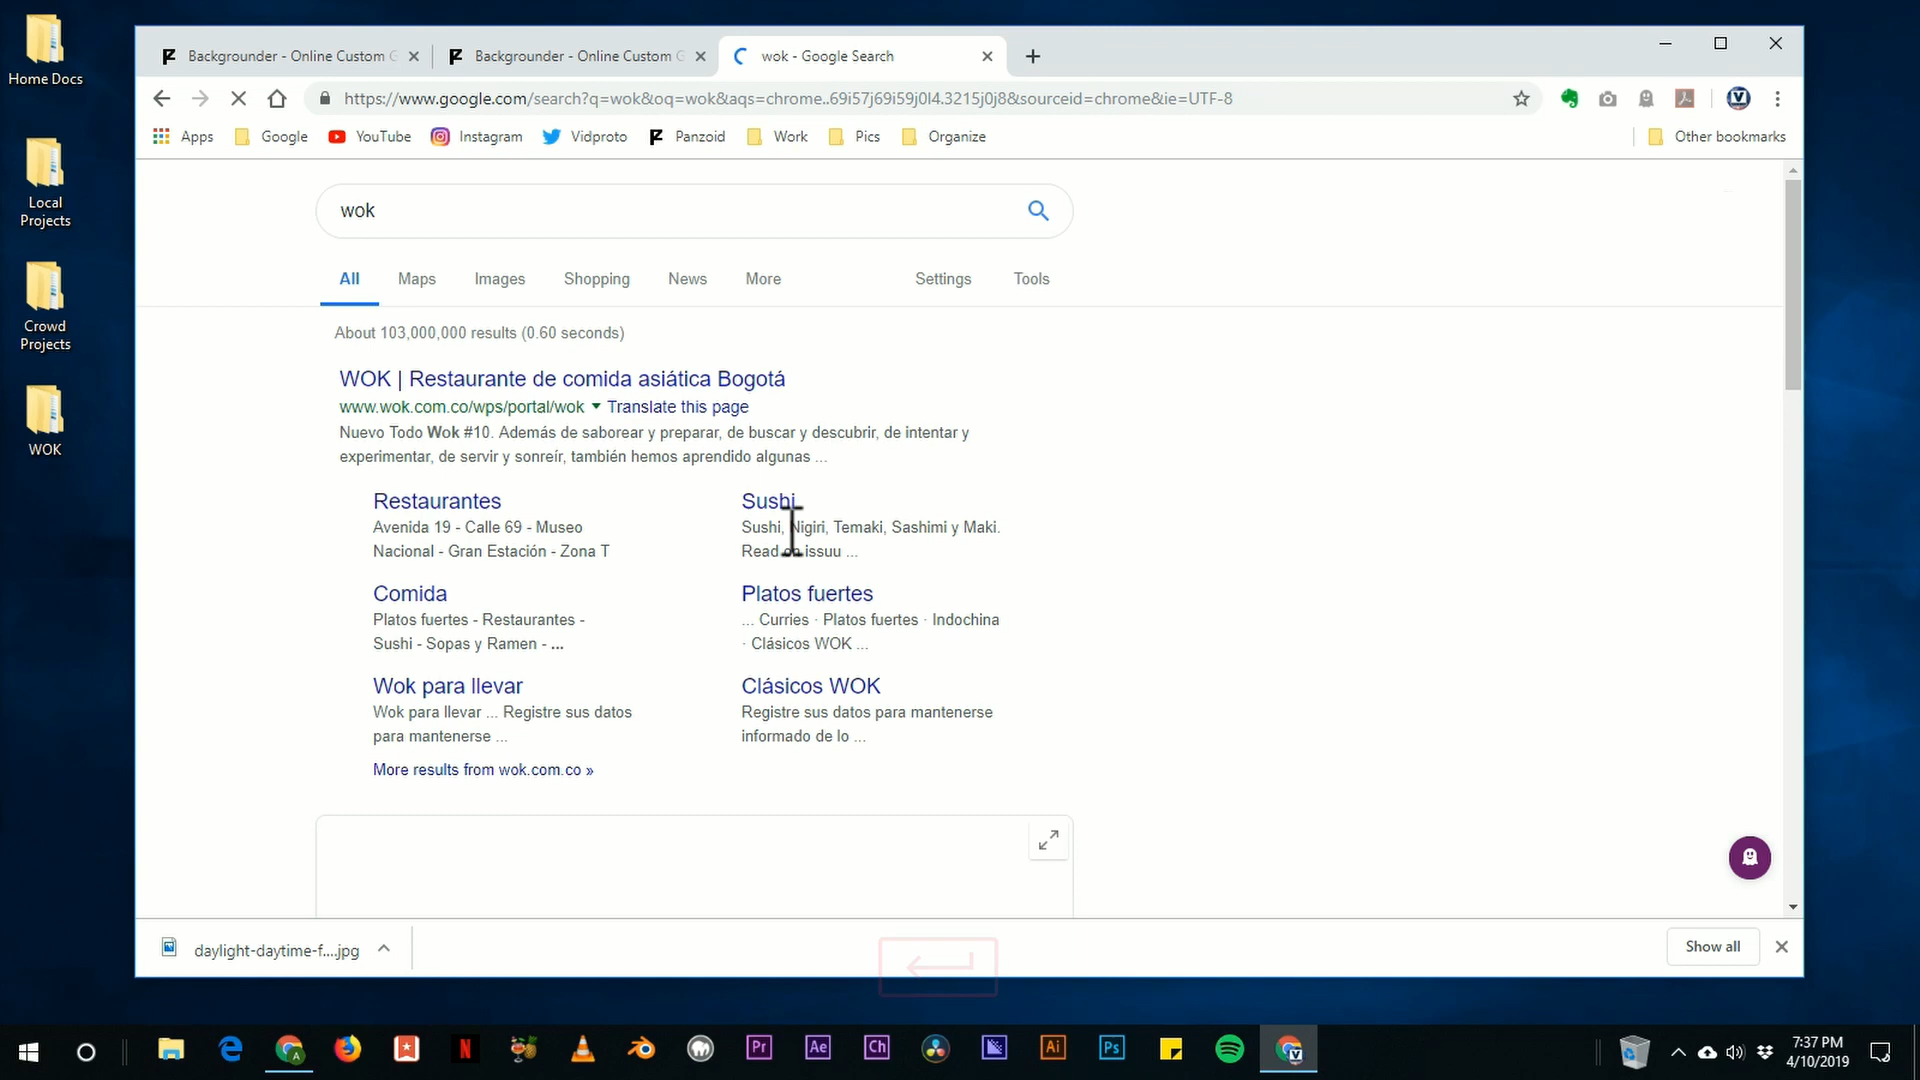 Home Docs
Local
Projects
Crowd
Projects
WOK
Backgrounder - Online Custom G
Backgrounder - Online Custom G
wok - Google Search
https://www.google.com/search?q=wok&oq=wok&aqs=chrome..69i57j69i59j0l4.3215j0j8&sourceid=chrome&ie=UTF-8
Apps Google YouTube Instagram Vidproto Panzoid Work Pics Organize Other bookmarks
wok
All Maps Images Shopping News More Settings Tools
About 103,000,000 results (0.60 seconds)
WOK | Restaurante de comida asiática Bogotá
www.wok.com.co/wps/portal/wok ▼ Translate this page
Nuevo Todo Wok #10. Además de saborear y preparar, de buscar y descubrir, de intentar y
experimentar, de servir y sonreír, también hemos aprendido algunas ...
Restaurantes
Avenida 19 - Calle 69 - Museo
Nacional - Gran Estación - Zona T
Sushi
Sushi, Nigiri, Temaki, Sashimi y Maki.
Read on issuu ...
Comida
Platos fuertes - Restaurantes -
Sushi - Sopas y Ramen - ...
Platos fuertes
... Curries · Platos fuertes · Indochina
· Clásicos WOK ...
Wok para llevar
Wok para llevar ... Registre sus datos
para mantenerse ...
Clásicos WOK
Registre sus datos para mantenerse
informado de lo ...
More results from wok.com.co »
daylight-daytime-f....jpg
Show all
Pr Ae Ch Ai Ps
7:37 PM
4/10/2019